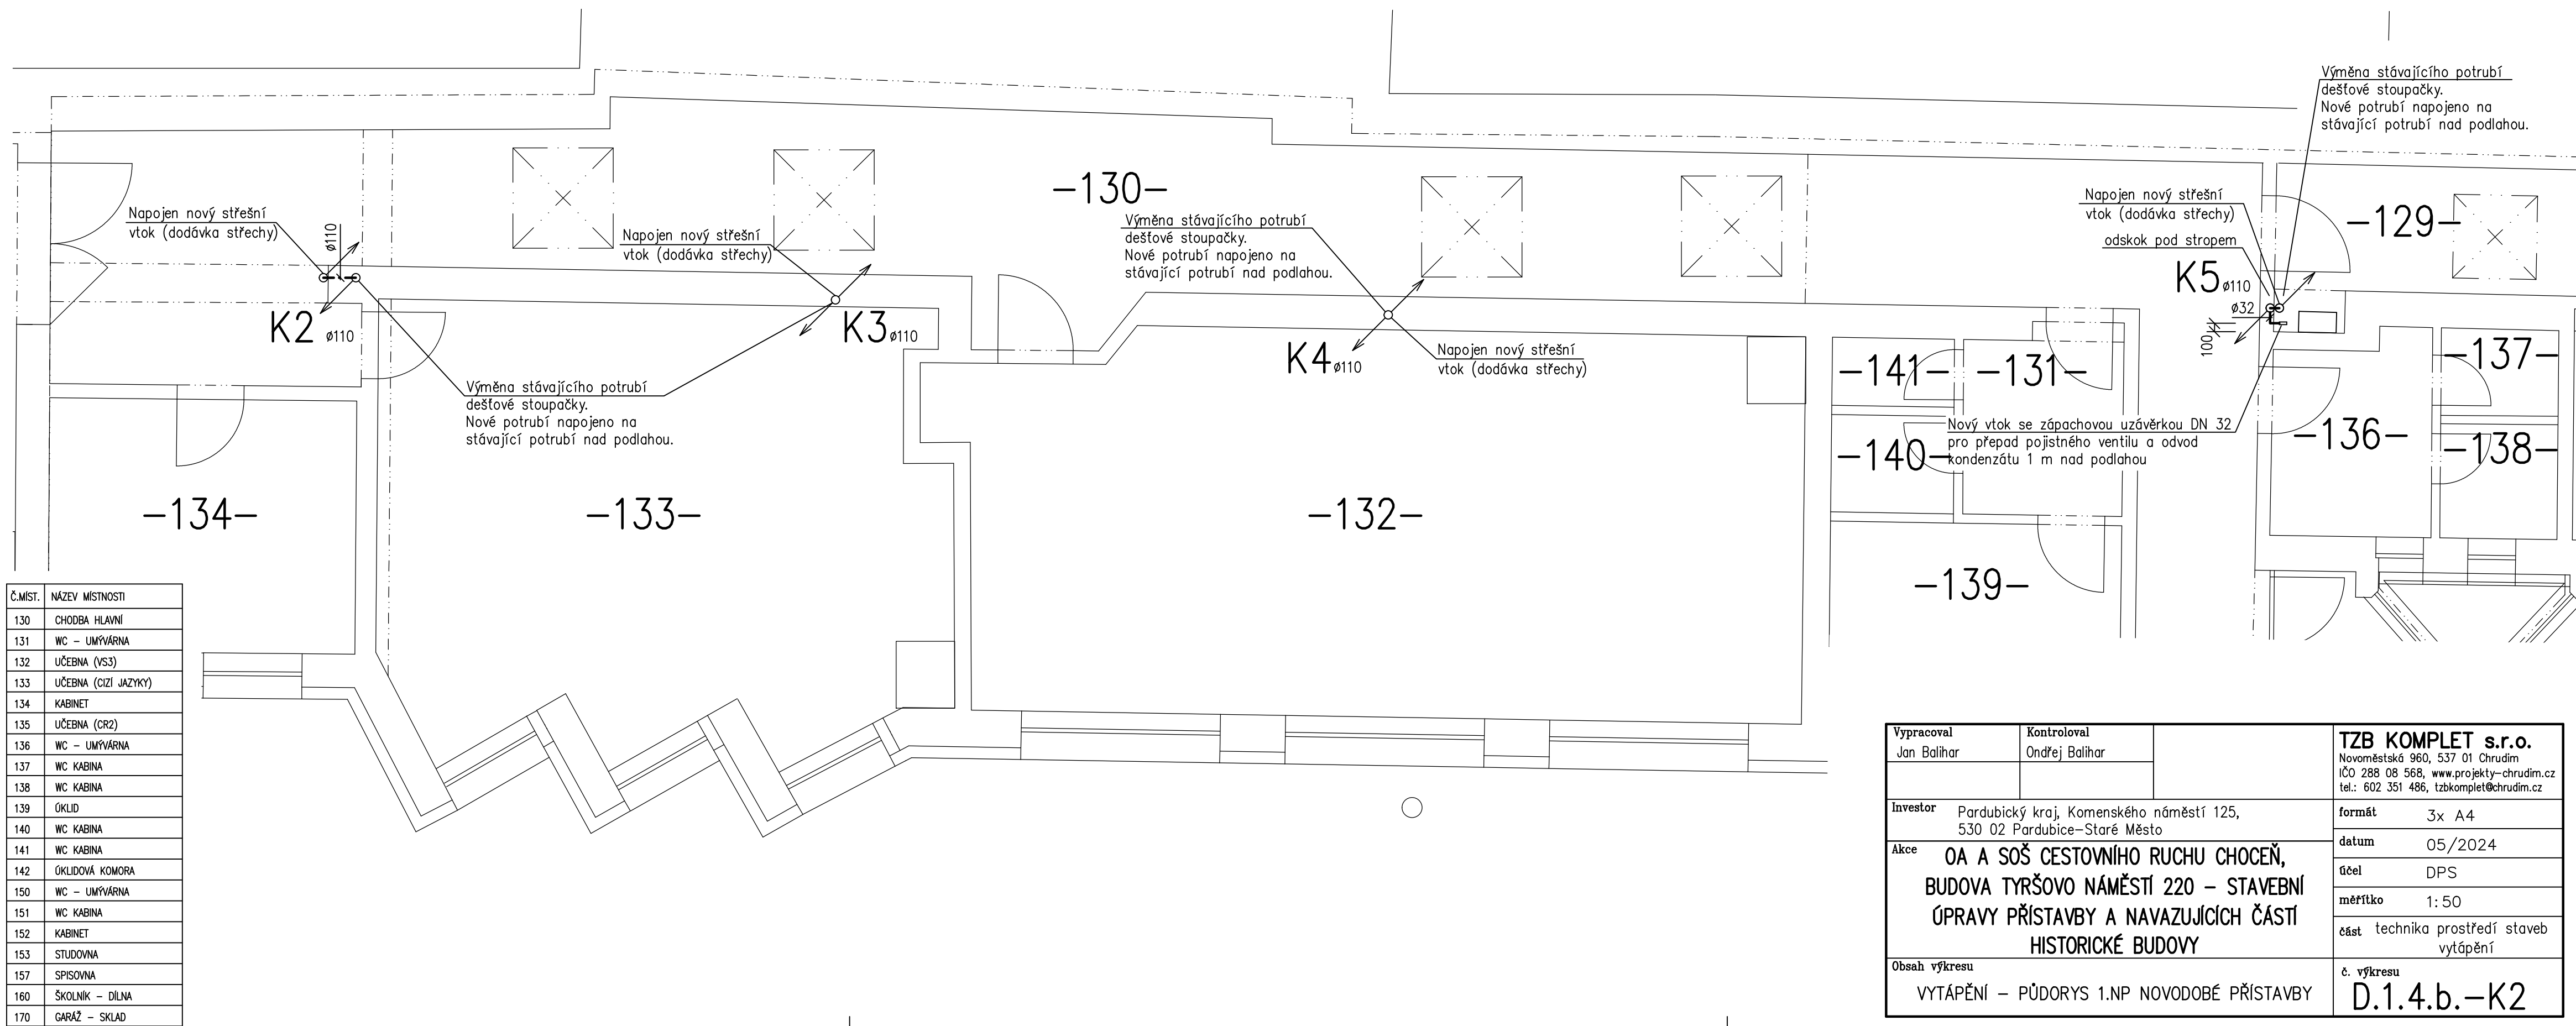 Výměna stávajícího potrubí
dešťové stoupačky.
Nové potrubí napojeno na
stávající potrubí nad podlahou.
Napojen nový střešní
vtok (dodávka střechy)
ø110
K2 ø110
Napojen nový střešní
vtok (dodávka střechy)
K3 ø110
Výměna stávajícího potrubí
dešťové stoupačky.
Nové potrubí napojeno na
stávající potrubí nad podlahou.
-130-
Výměna stávajícího potrubí
dešťové stoupačky.
Nové potrubí napojeno na
stávající potrubí nad podlahou.
K4 ø110
Napojen nový střešní
vtok (dodávka střechy)
Napojen nový střešní
vtok (dodávka střechy)
odskok pod stropem
K5 ø110
ø32
100
-129-
-141-
-131-
-137-
Nový vtok se zápachovou uzávěrkou DN 32
pro přepad pojistného ventilu a odvod
kondenzátu 1 m nad podlahou
-140-
-136-
-138-
-134-
-133-
-132-
-139-
Č.MÍST. NÁZEV MÍSTNOSTI
130 CHODBA HLAVNÍ
131 WC - UMÝVÁRNA
132 UČEBNA (VS3)
133 UČEBNA (CIZÍ JAZYKY)
134 KABINET
135 UČEBNA (CR2)
136 WC - UMÝVÁRNA
137 WC KABINA
138 WC KABINA
139 ÚKLID
140 WC KABINA
141 WC KABINA
142 ÚKLIDOVÁ KOMORA
150 WC - UMÝVÁRNA
151 WC KABINA
152 KABINET
153 STUDOVNA
157 SPISOVNA
160 ŠKOLNÍK - DÍLNA
170 GARÁŽ - SKLAD
Vypracoval
Jan Balihar
Kontroloval
Ondřej Balihar
TZB KOMPLET s.r.o.
Novoměstská 960, 537 01 Chrudim
IČO 288 08 568, www.projekty-chrudim.cz
tel.: 602 351 486, tzbkomplet@chrudim.cz
Investor Pardubický kraj, Komenského náměstí 125,
530 02 Pardubice-Staré Město
Akce OA A SOŠ CESTOVNÍHO RUCHU CHOCEŇ,
BUDOVA TYRŠOVO NÁMĚSTÍ 220 - STAVEBNÍ
ÚPRAVY PŘÍSTAVBY A NAVAZUJÍCÍCH ČÁSTÍ
HISTORICKÉ BUDOVY
formát 3x A4
datum 05/2024
účel DPS
měřítko 1:50
část technika prostředí staveb
vytápění
Obsah výkresu
VYTÁPĚNÍ - PŮDORYS 1.NP NOVODOBÉ PŘÍSTAVBY
č. výkresu
D.1.4.b.-K2